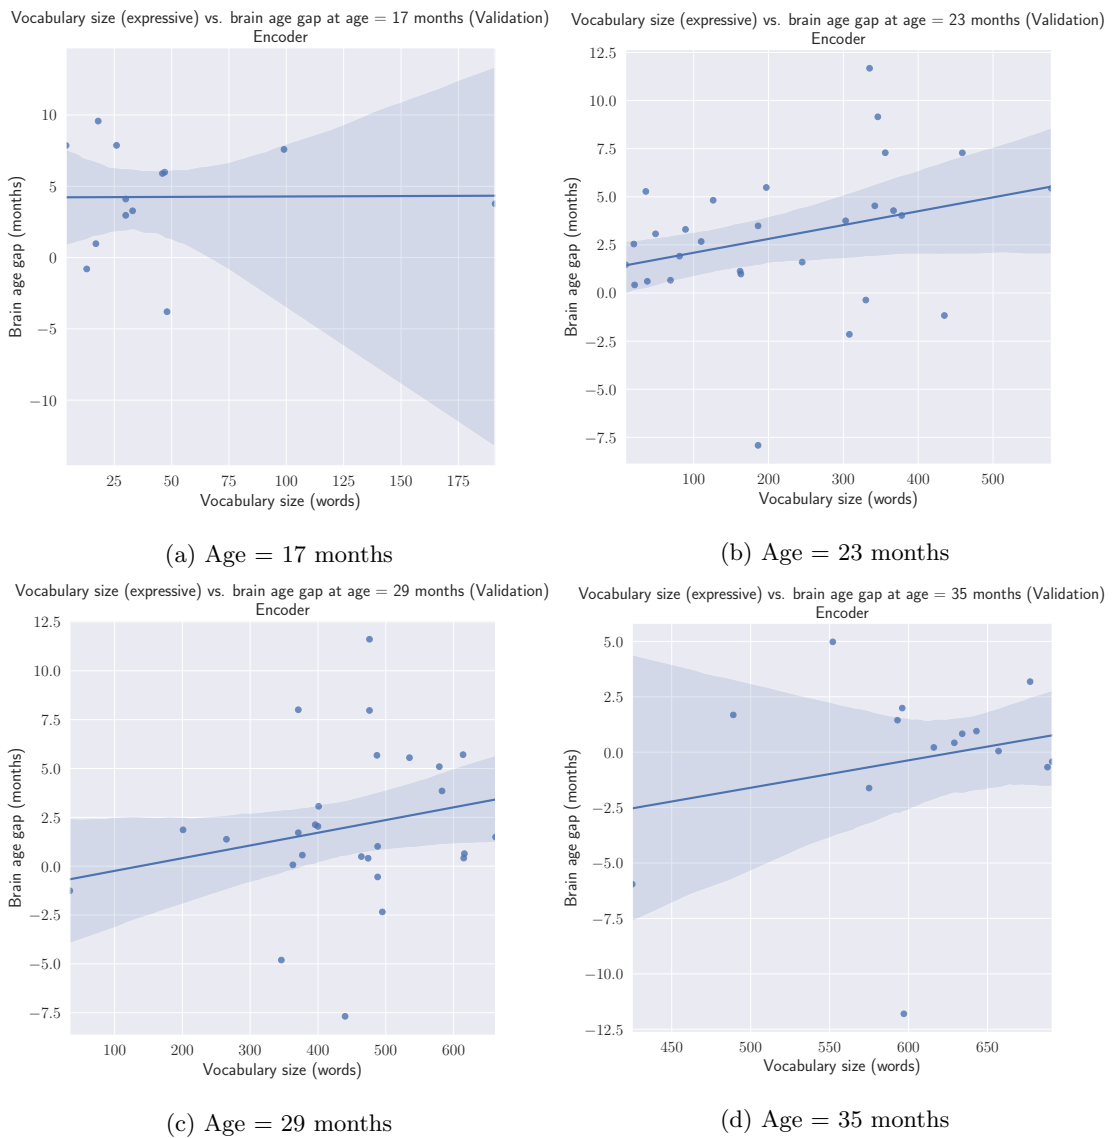 Vocabulary size (expressive) vs. brain age gap at age = 17 months (Validation)
Encoder
10
5
0
−5
−10
Brain age gap (months)
25 50 75 100 125 150 175
Vocabulary size (words)
(a) Age = 17 months
Vocabulary size (expressive) vs. brain age gap at age = 23 months (Validation)
Encoder
12.5
10.0
7.5
5.0
2.5
0.0
−2.5
−5.0
−7.5
Brain age gap (months)
100 200 300 400 500
Vocabulary size (words)
(b) Age = 23 months
Vocabulary size (expressive) vs. brain age gap at age = 29 months (Validation)
Encoder
12.5
10.0
7.5
5.0
2.5
0.0
−2.5
−5.0
−7.5
Brain age gap (months)
100 200 300 400 500 600
Vocabulary size (words)
(c) Age = 29 months
Vocabulary size (expressive) vs. brain age gap at age = 35 months (Validation)
Encoder
5.0
2.5
0.0
−2.5
−5.0
−7.5
−10.0
−12.5
Brain age gap (months)
450 500 550 600 650
Vocabulary size (words)
(d) Age = 35 months